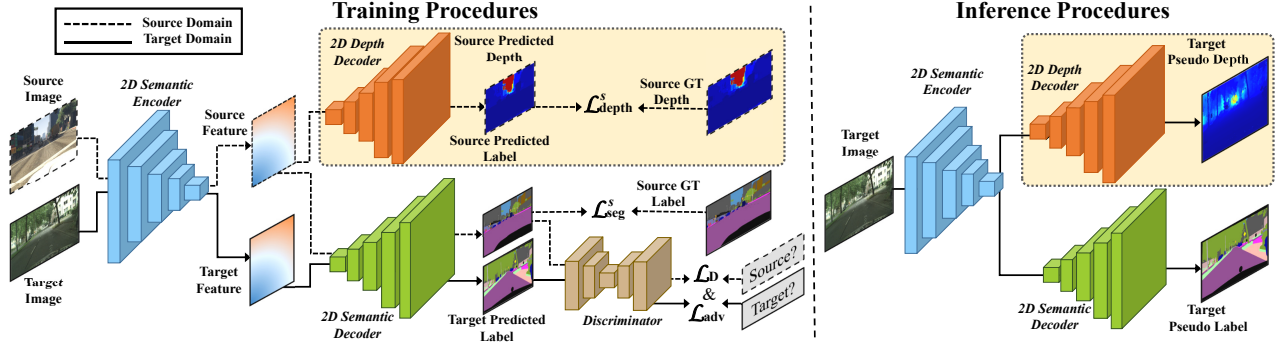 Training Procedures
Inference Procedures
Source Domain
Target Domain
Source
Image
2D Semantic
Encoder
Source
Feature
2D Depth
Decoder
Source Predicted
Depth
Source GT
Depth
ℒ^s_depth
Source Predicted
Label
Source GT
Label
ℒ^s_seg
Target
Image
Target
Feature
2D Semantic
Decoder
Target Predicted
Label
Discriminator
ℒ_D
&
ℒ_adv
Source?
Target?
Target
Image
2D Semantic
Encoder
2D Depth
Decoder
Target
Pseudo Depth
2D Semantic
Decoder
Target
Pseudo Label